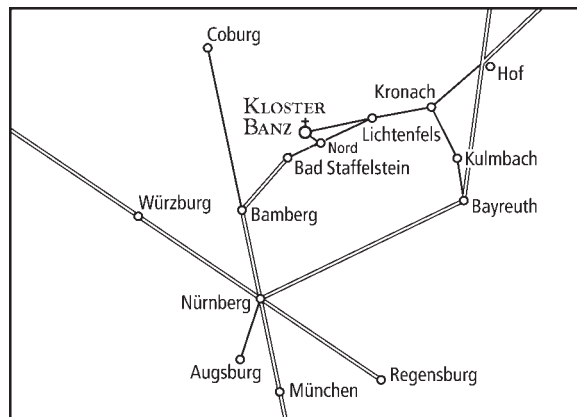 Coburg
Hof
Kronach
KLOSTER
BANZ
Lichtenfels
Nord
Bad Staffelstein
Kulmbach
Würzburg
Bamberg
Bayreuth
Nürnberg
Augsburg
Regensburg
München